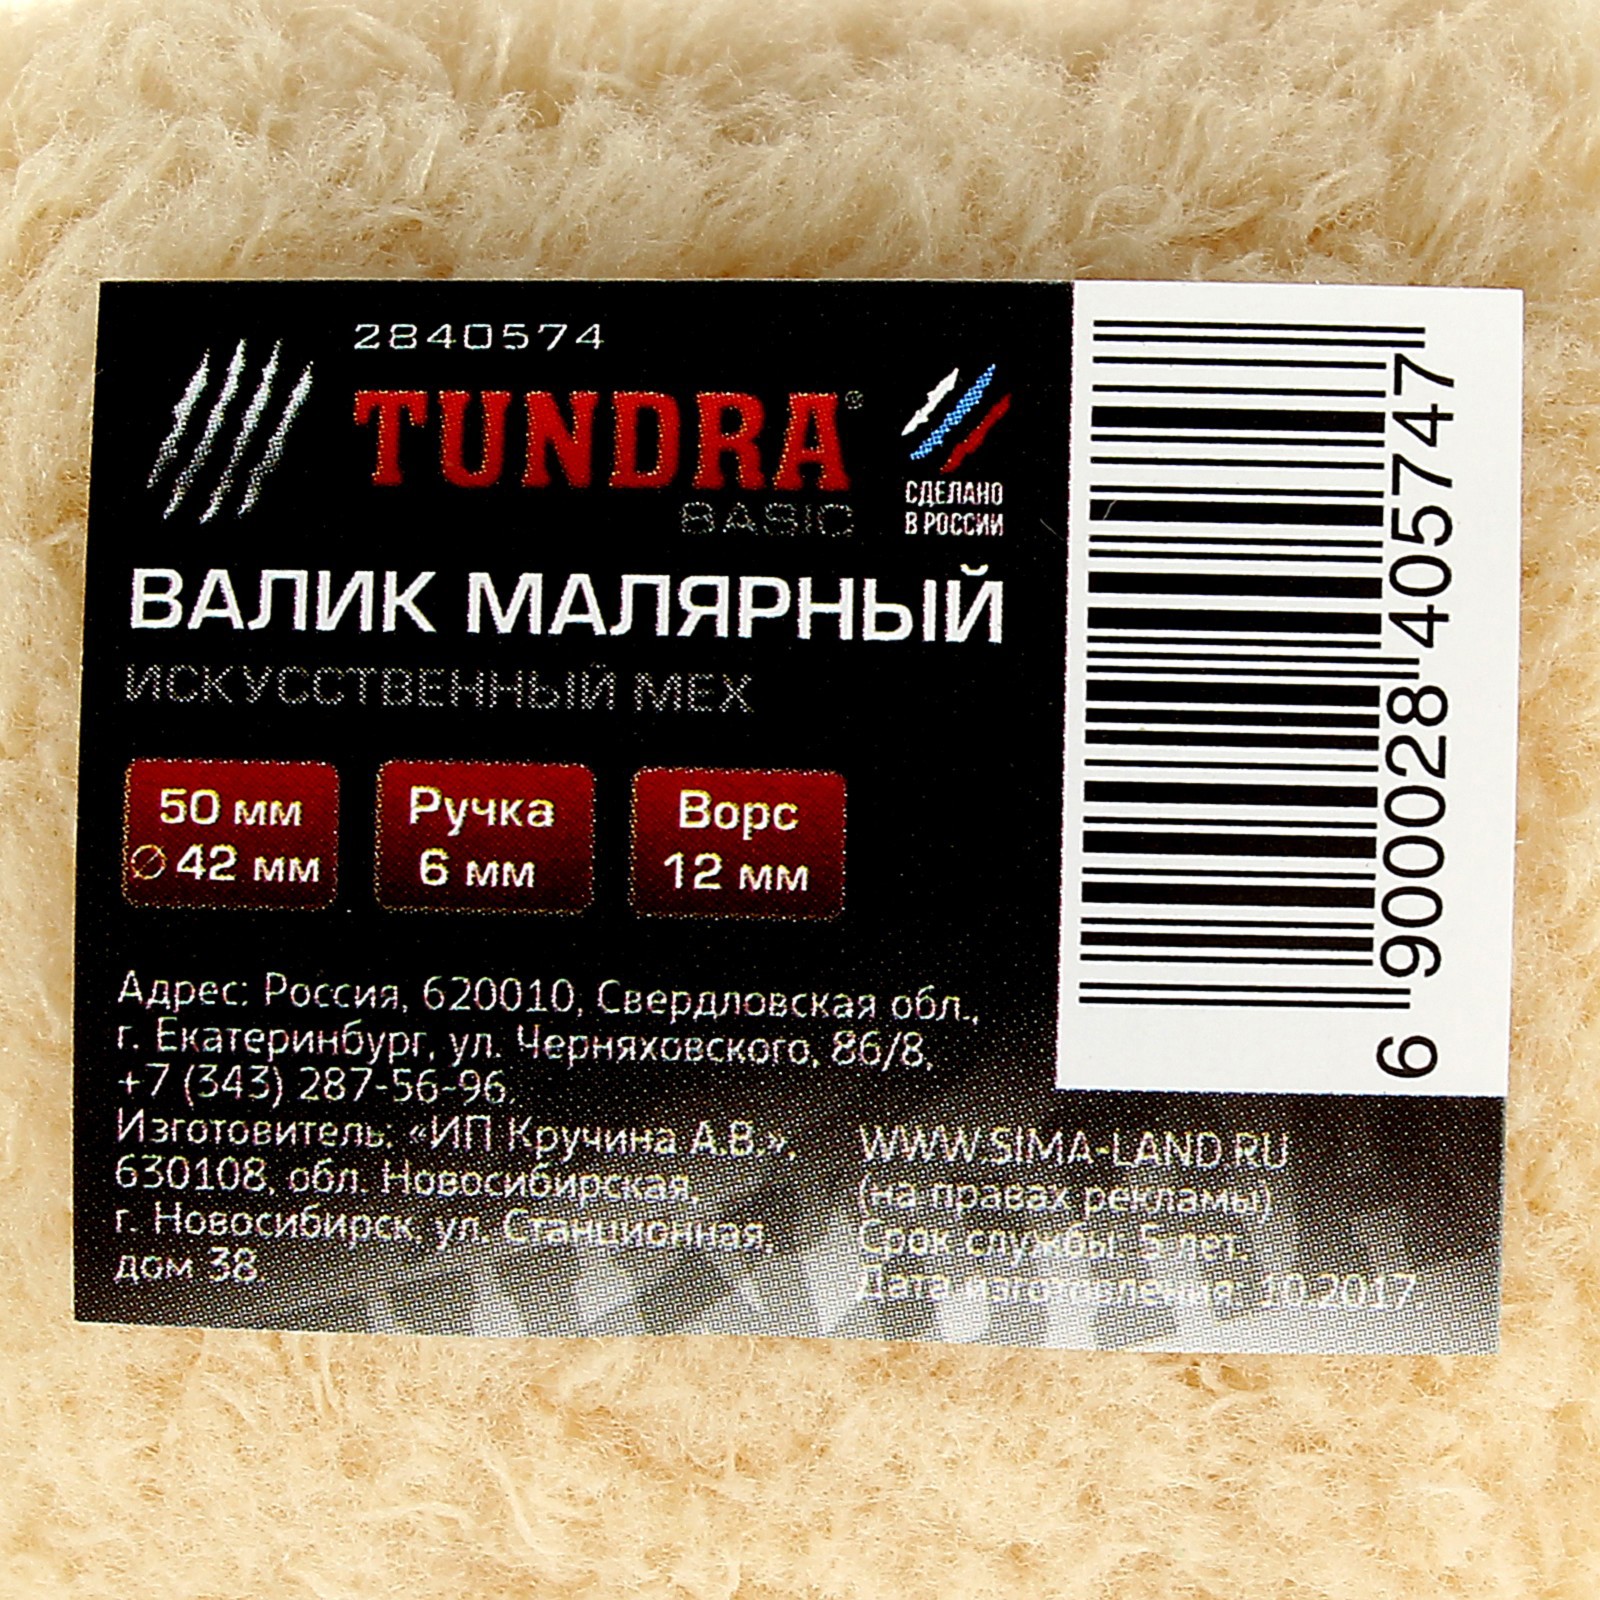 2840574
TUNDRA®
BASIC
СДЕЛАНО
В РОССИИ
ВАЛИК МАЛЯРНЫЙ
ИСКУССТВЕННЫЙ МЕХ
50 мм
⌀ 42 мм
Ручка
6 мм
Ворс
12 мм
Адрес: Россия, 620010, Свердловская обл.,
г. Екатеринбург, ул. Черняховского, 86/8,
+7 (343) 287-56-96.
Изготовитель: «ИП Кручина А.В.»,
630108, обл. Новосибирская,
г. Новосибирск, ул. Станционная,
дом 38.
WWW.SIMA-LAND.RU
(на правах рекламы)
Срок службы: 5 лет.
Дата изготовления: 10.2017.
6 900028 405747